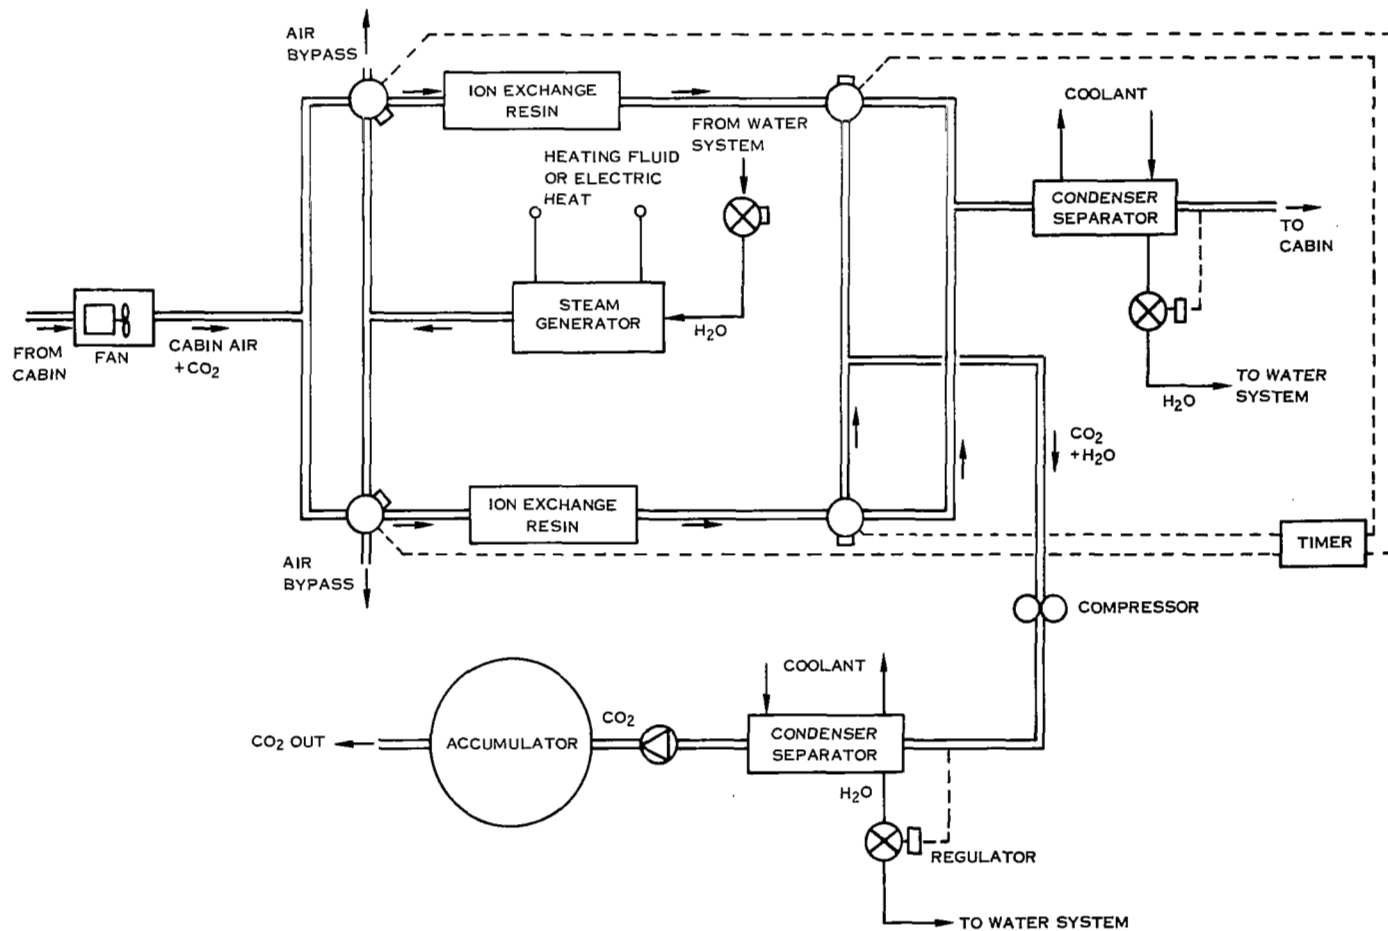 AIR
BYPASS
ION EXCHANGE
RESIN
FROM WATER
SYSTEM
COOLANT
HEATING FLUID
OR ELECTRIC
HEAT
CONDENSER
SEPARATOR
TO
CABIN
STEAM
GENERATOR
H2O
FROM
CABIN
FAN
CABIN AIR
+CO2
H2O
TO WATER
SYSTEM
CO2
+H2O
ION EXCHANGE
RESIN
AIR
BYPASS
TIMER
COMPRESSOR
COOLANT
CO2 OUT
ACCUMULATOR
CO2
CONDENSER
SEPARATOR
H2O
REGULATOR
TO WATER SYSTEM